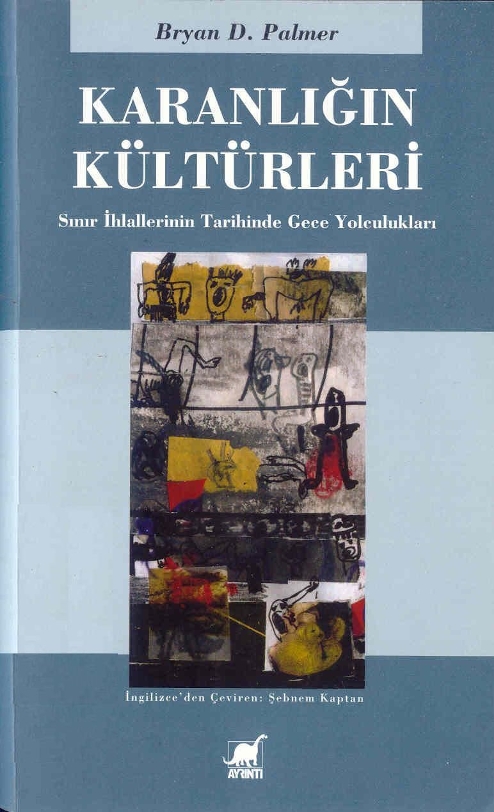 Bryan D. Palmer
KARANLIĞIN
KÜLTÜRLERİ
Sınır İhlallerinin Tarihinde Gece Yolculukları
İngilizce'den Çeviren: Şebnem Kaptan
AYRINTI